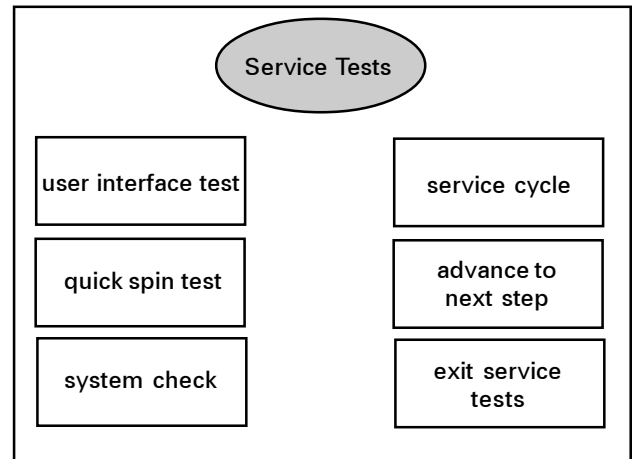 Service Tests
user interface test
quick spin test
system check
service cycle
advance to
next step
exit service
tests